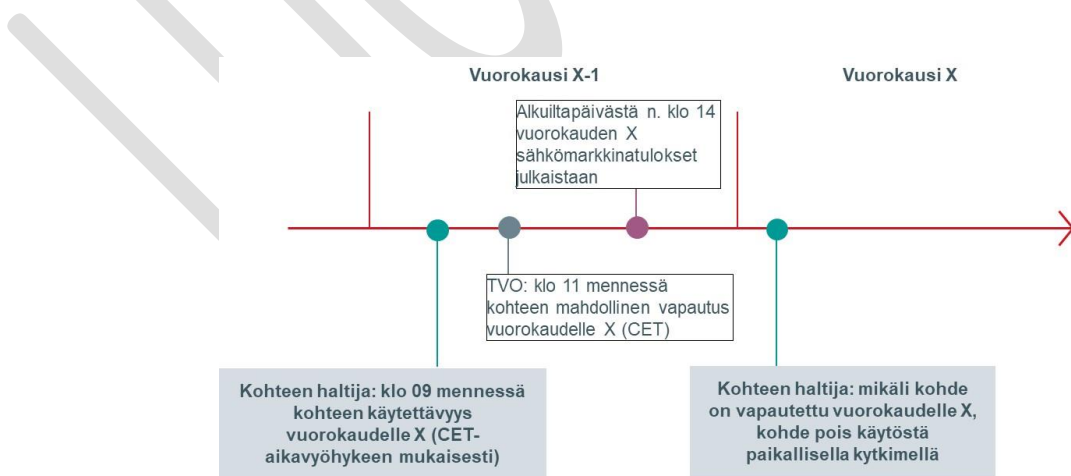 Vuorokausi X-1
Vuorokausi X
Alkuiltapäivästä n. klo 14
vuorokauden X
sähkömarkkinatulokset
julkaistaan
TVO: klo 11 mennessä
kohteen mahdollinen vapautus
vuorokaudelle X (CET)
Kohteen haltija: klo 09 mennessä
kohteen käytettävyys
vuorokaudelle X (CET-
aikavyöhykkeen mukaisesti)
Kohteen haltija: mikäli kohde
on vapautettu vuorokaudelle X,
kohde pois käytöstä
paikallisella kytkimellä